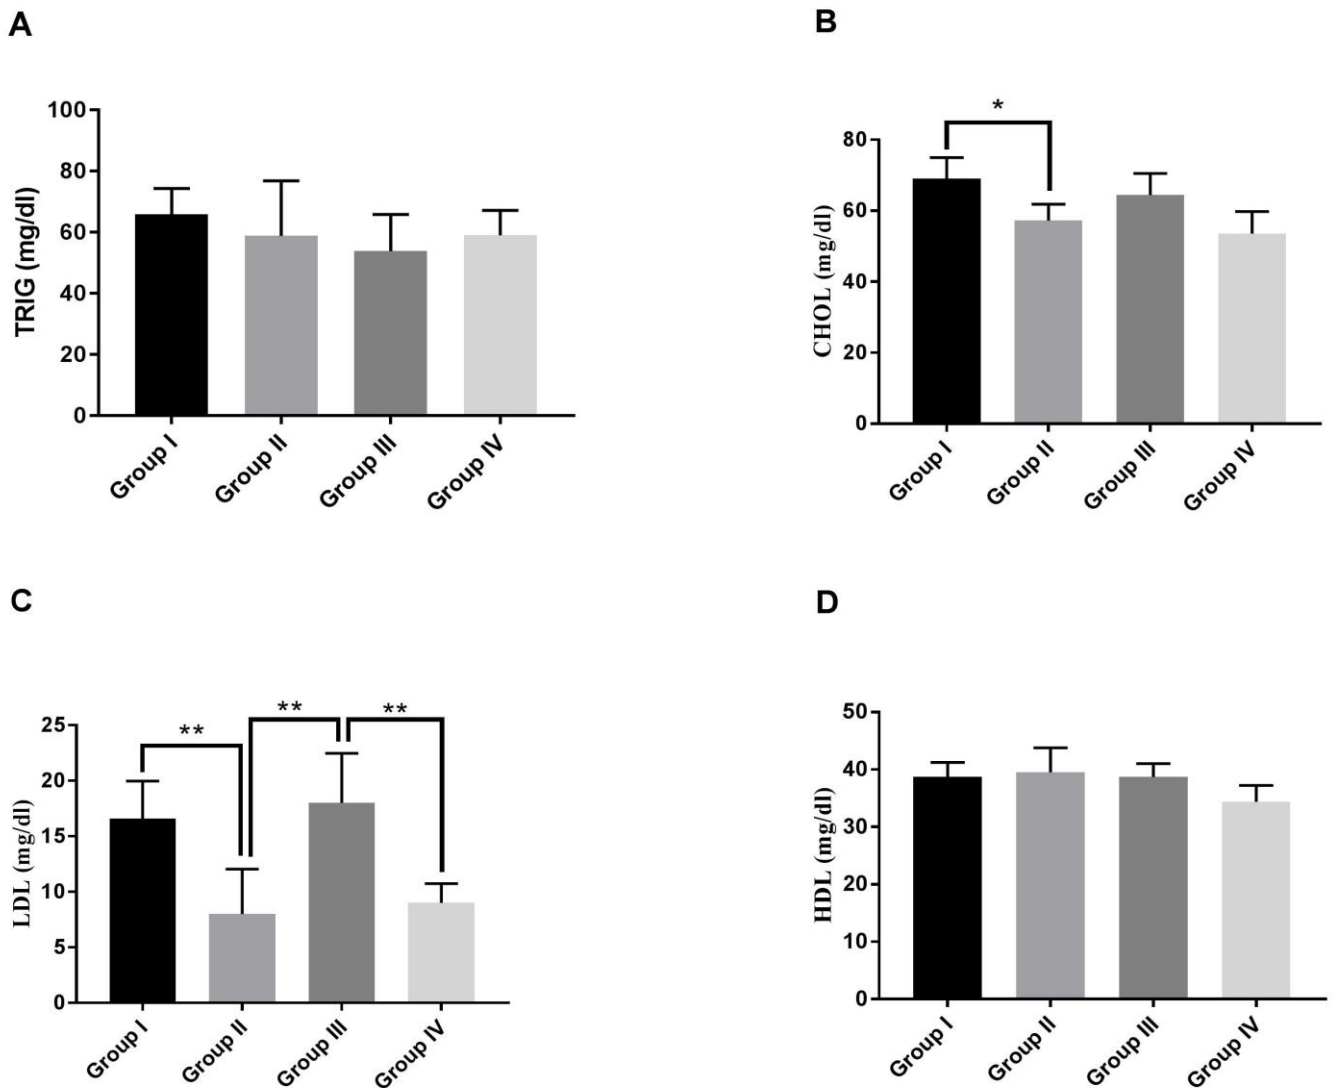 A
TRIG (mg/dl)
100
80
60
40
20
0
Group I
Group II
Group III
Group IV
B
CHOL (mg/dl)
80
60
40
20
0
*
Group I
Group II
Group III
Group IV
C
LDL (mg/dl)
25
20
15
10
5
0
**
**
**
Group I
Group II
Group III
Group IV
D
HDL (mg/dl)
50
40
30
20
10
0
Group I
Group II
Group III
Group IV